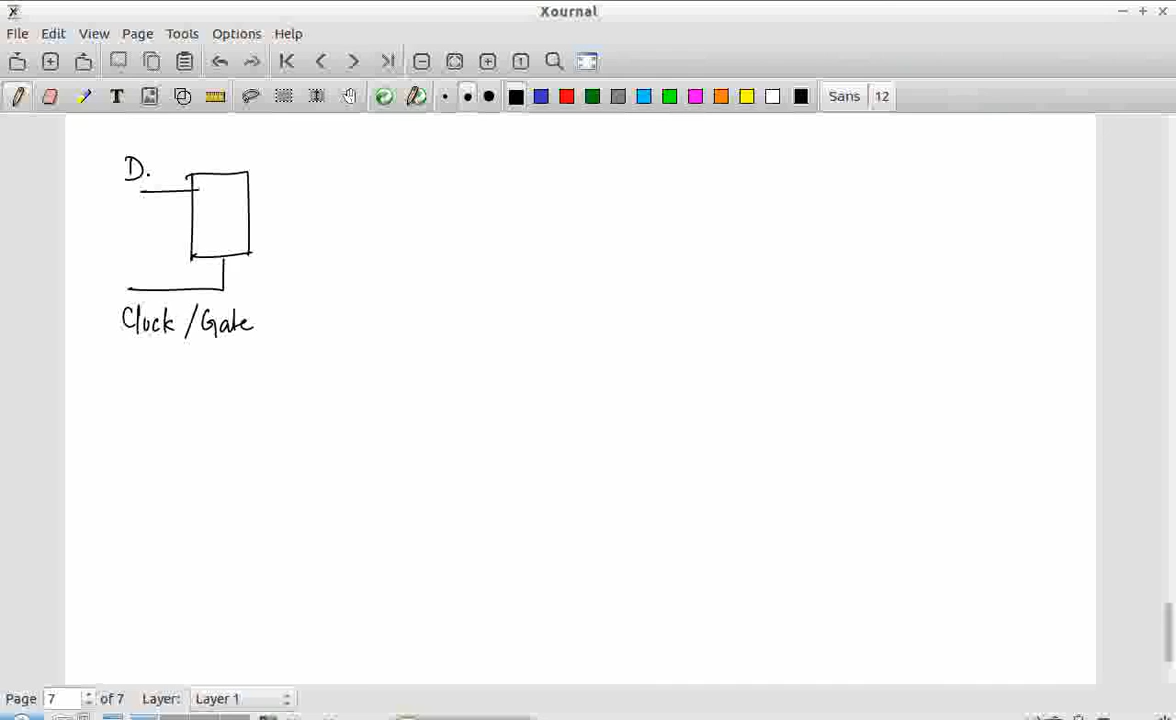 Xournal
File Edit View Page Tools Options Help
Sans 12
D.
Clock / Gate
Page 7 of 7 Layer: Layer 1